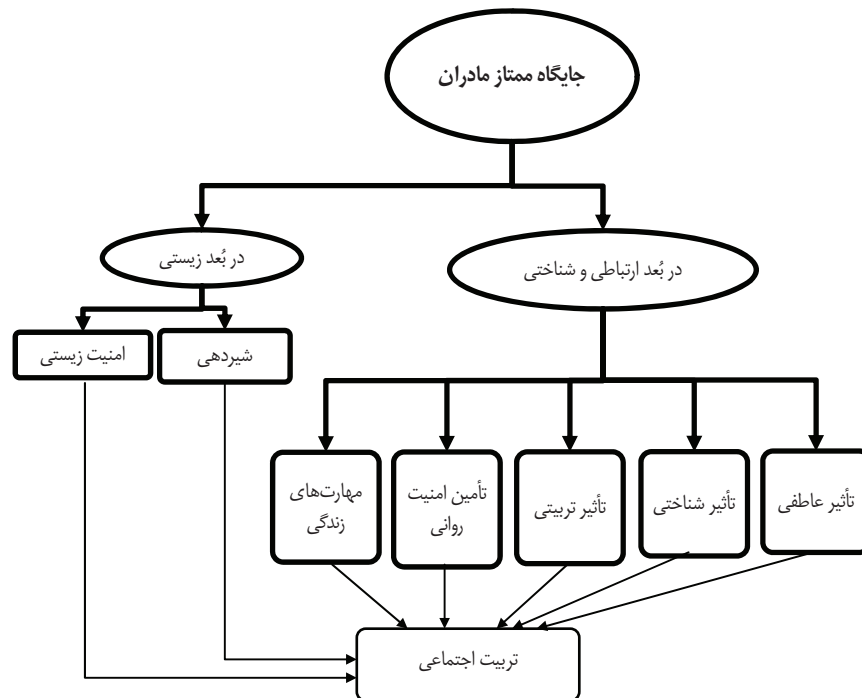 جایگاه ممتاز مادران
در بُعد ارتباطی و شناختی
در بُعد زیستی
شیردهی
امنیت زیستی
تأثیر عاطفی
تأثیر شناختی
تأثیر تربیتی
تأمین امنیت
روانی
مهارت‌های
زندگی
تربیت اجتماعی